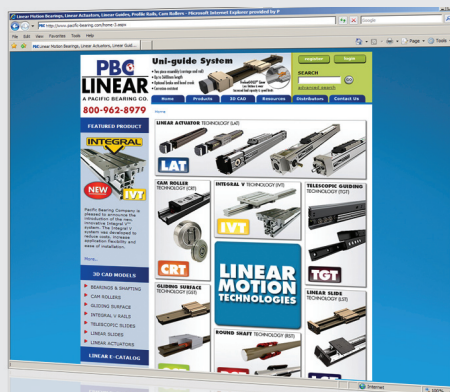 Linear Motion Bearings, Linear Actuators, Linear Guides, Profile Rails, Cam Rollers - Microsoft Internet Explorer provided by P
http://www.pacific-bearing.com/home-3.aspx
Google
File Edit View Favorites Tools Help
PBC Linear Motion Bearings, Linear Actuators, Linear Guid...
Page Tools
PBC
LINEAR
A PACIFIC BEARING CO.
800-962-8979
Uni-guide System
register login
SEARCH
GO
advanced search
Home Products 3D CAD Resources Distributors Contact Us
Home
FEATURED PRODUCT
INTEGRAL
V
NEW
IVT
Pacific Bearing Company is
pleased to announce the
introduction of the new,
innovative Integral V™
system. The Integral V
system was developed to
reduce costs, increase
application flexibility and
ease of installation.
More...
3D CAD MODELS
BEARINGS & SHAFTING
CAM ROLLERS
GLIDING SURFACE
INTEGRAL V RAILS
TELESCOPIC SLIDES
LINEAR SLIDES
LINEAR ACTUATORS
LINEAR E-CATALOG
LINEAR ACTUATOR TECHNOLOGY (LAT)
LAT
CAM ROLLER
TECHNOLOGY (CRT)
CRT
INTEGRAL V TECHNOLOGY (IVT)
IVT
TELESCOPIC GUIDING
TECHNOLOGY (TGT)
TGT
LINEAR
MOTION
TECHNOLOGIES
GLIDING SURFACE
TECHNOLOGY (GST)
ROUND SHAFT TECHNOLOGY (RST)
LINEAR SLIDE
TECHNOLOGY (LST)
Internet
100%